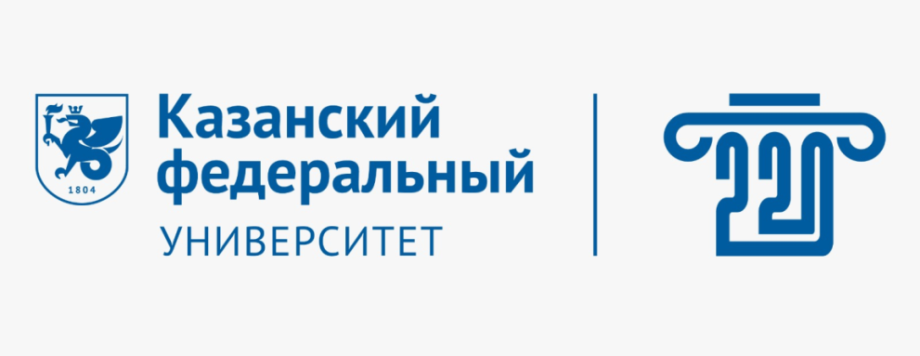 1804
Казанский
федеральный
УНИВЕРСИТЕТ
220